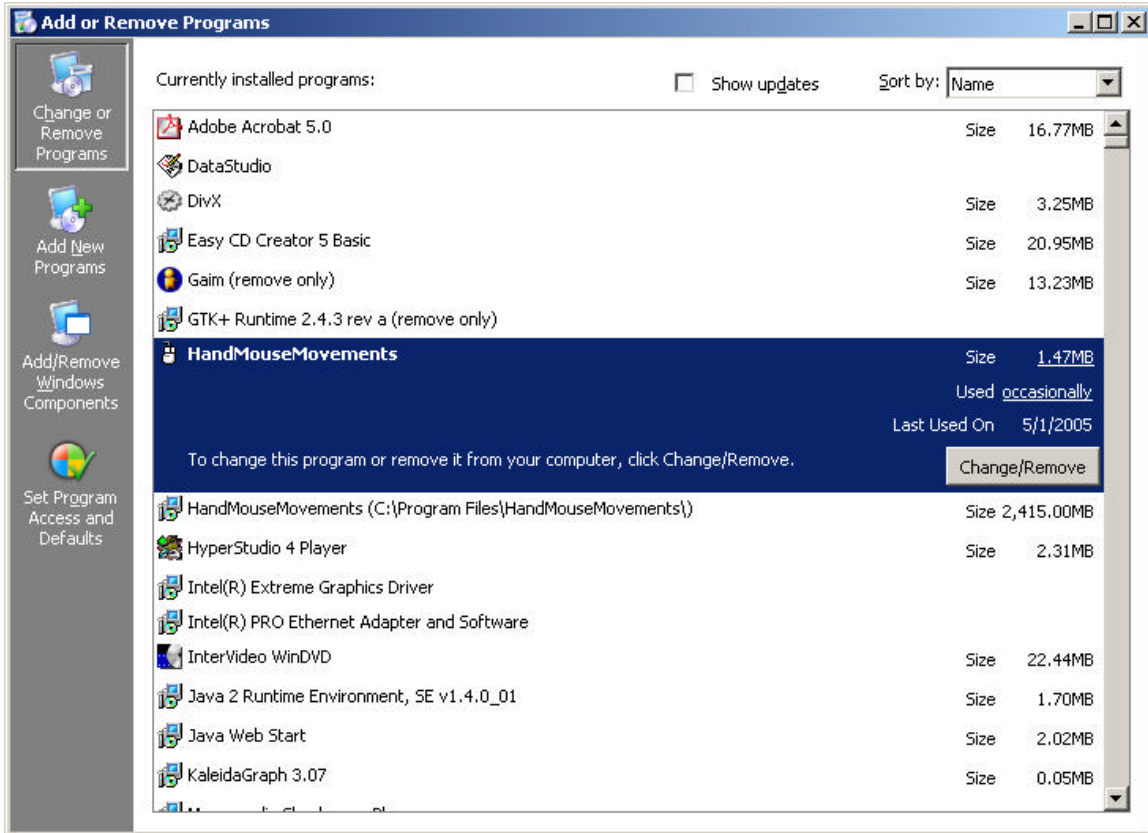 Add or Remove Programs
Change or
Remove
Programs
Add New
Programs
Add/Remove
Windows
Components
Set Program
Access and
Defaults
Currently installed programs:
Show updates
Sort by: Name
Adobe Acrobat 5.0 Size 16.77MB
DataStudio
DivX Size 3.25MB
Easy CD Creator 5 Basic Size 20.95MB
Gaim (remove only) Size 13.23MB
GTK+ Runtime 2.4.3 rev a (remove only)
HandMouseMovements Size 1.47MB
Used occasionally
Last Used On 5/1/2005
To change this program or remove it from your computer, click Change/Remove. Change/Remove
HandMouseMovements (C:\Program Files\HandMouseMovements\) Size 2,415.00MB
HyperStudio 4 Player Size 2.31MB
Intel(R) Extreme Graphics Driver
Intel(R) PRO Ethernet Adapter and Software
InterVideo WinDVD Size 22.44MB
Java 2 Runtime Environment, SE v1.4.0_01 Size 1.70MB
Java Web Start Size 2.02MB
KaleidaGraph 3.07 Size 0.05MB